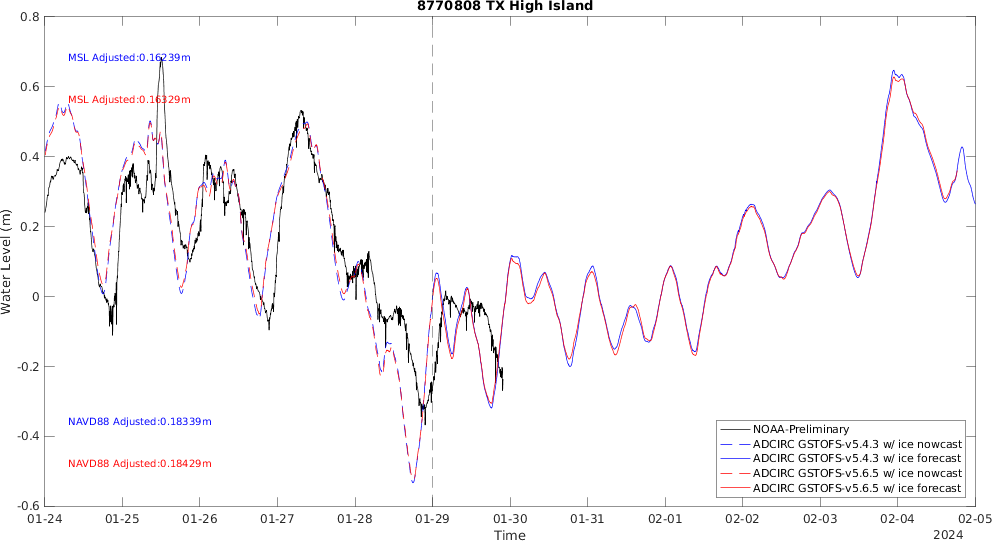 8770808 TX High Island
0.8
0.6
0.4
0.2
0
-0.2
-0.4
-0.6
Water Level (m)
MSL Adjusted:0.16239m
MSL Adjusted:0.16329m
NAVD88 Adjusted:0.18339m
NAVD88 Adjusted:0.18429m
NOAA-Preliminary
ADCIRC GSTOFS-v5.4.3 w/ ice nowcast
ADCIRC GSTOFS-v5.4.3 w/ ice forecast
ADCIRC GSTOFS-v5.6.5 w/ ice nowcast
ADCIRC GSTOFS-v5.6.5 w/ ice forecast
01-24 01-25 01-26 01-27 01-28 01-29 01-30 01-31 02-01 02-02 02-03 02-04 02-05
Time
2024